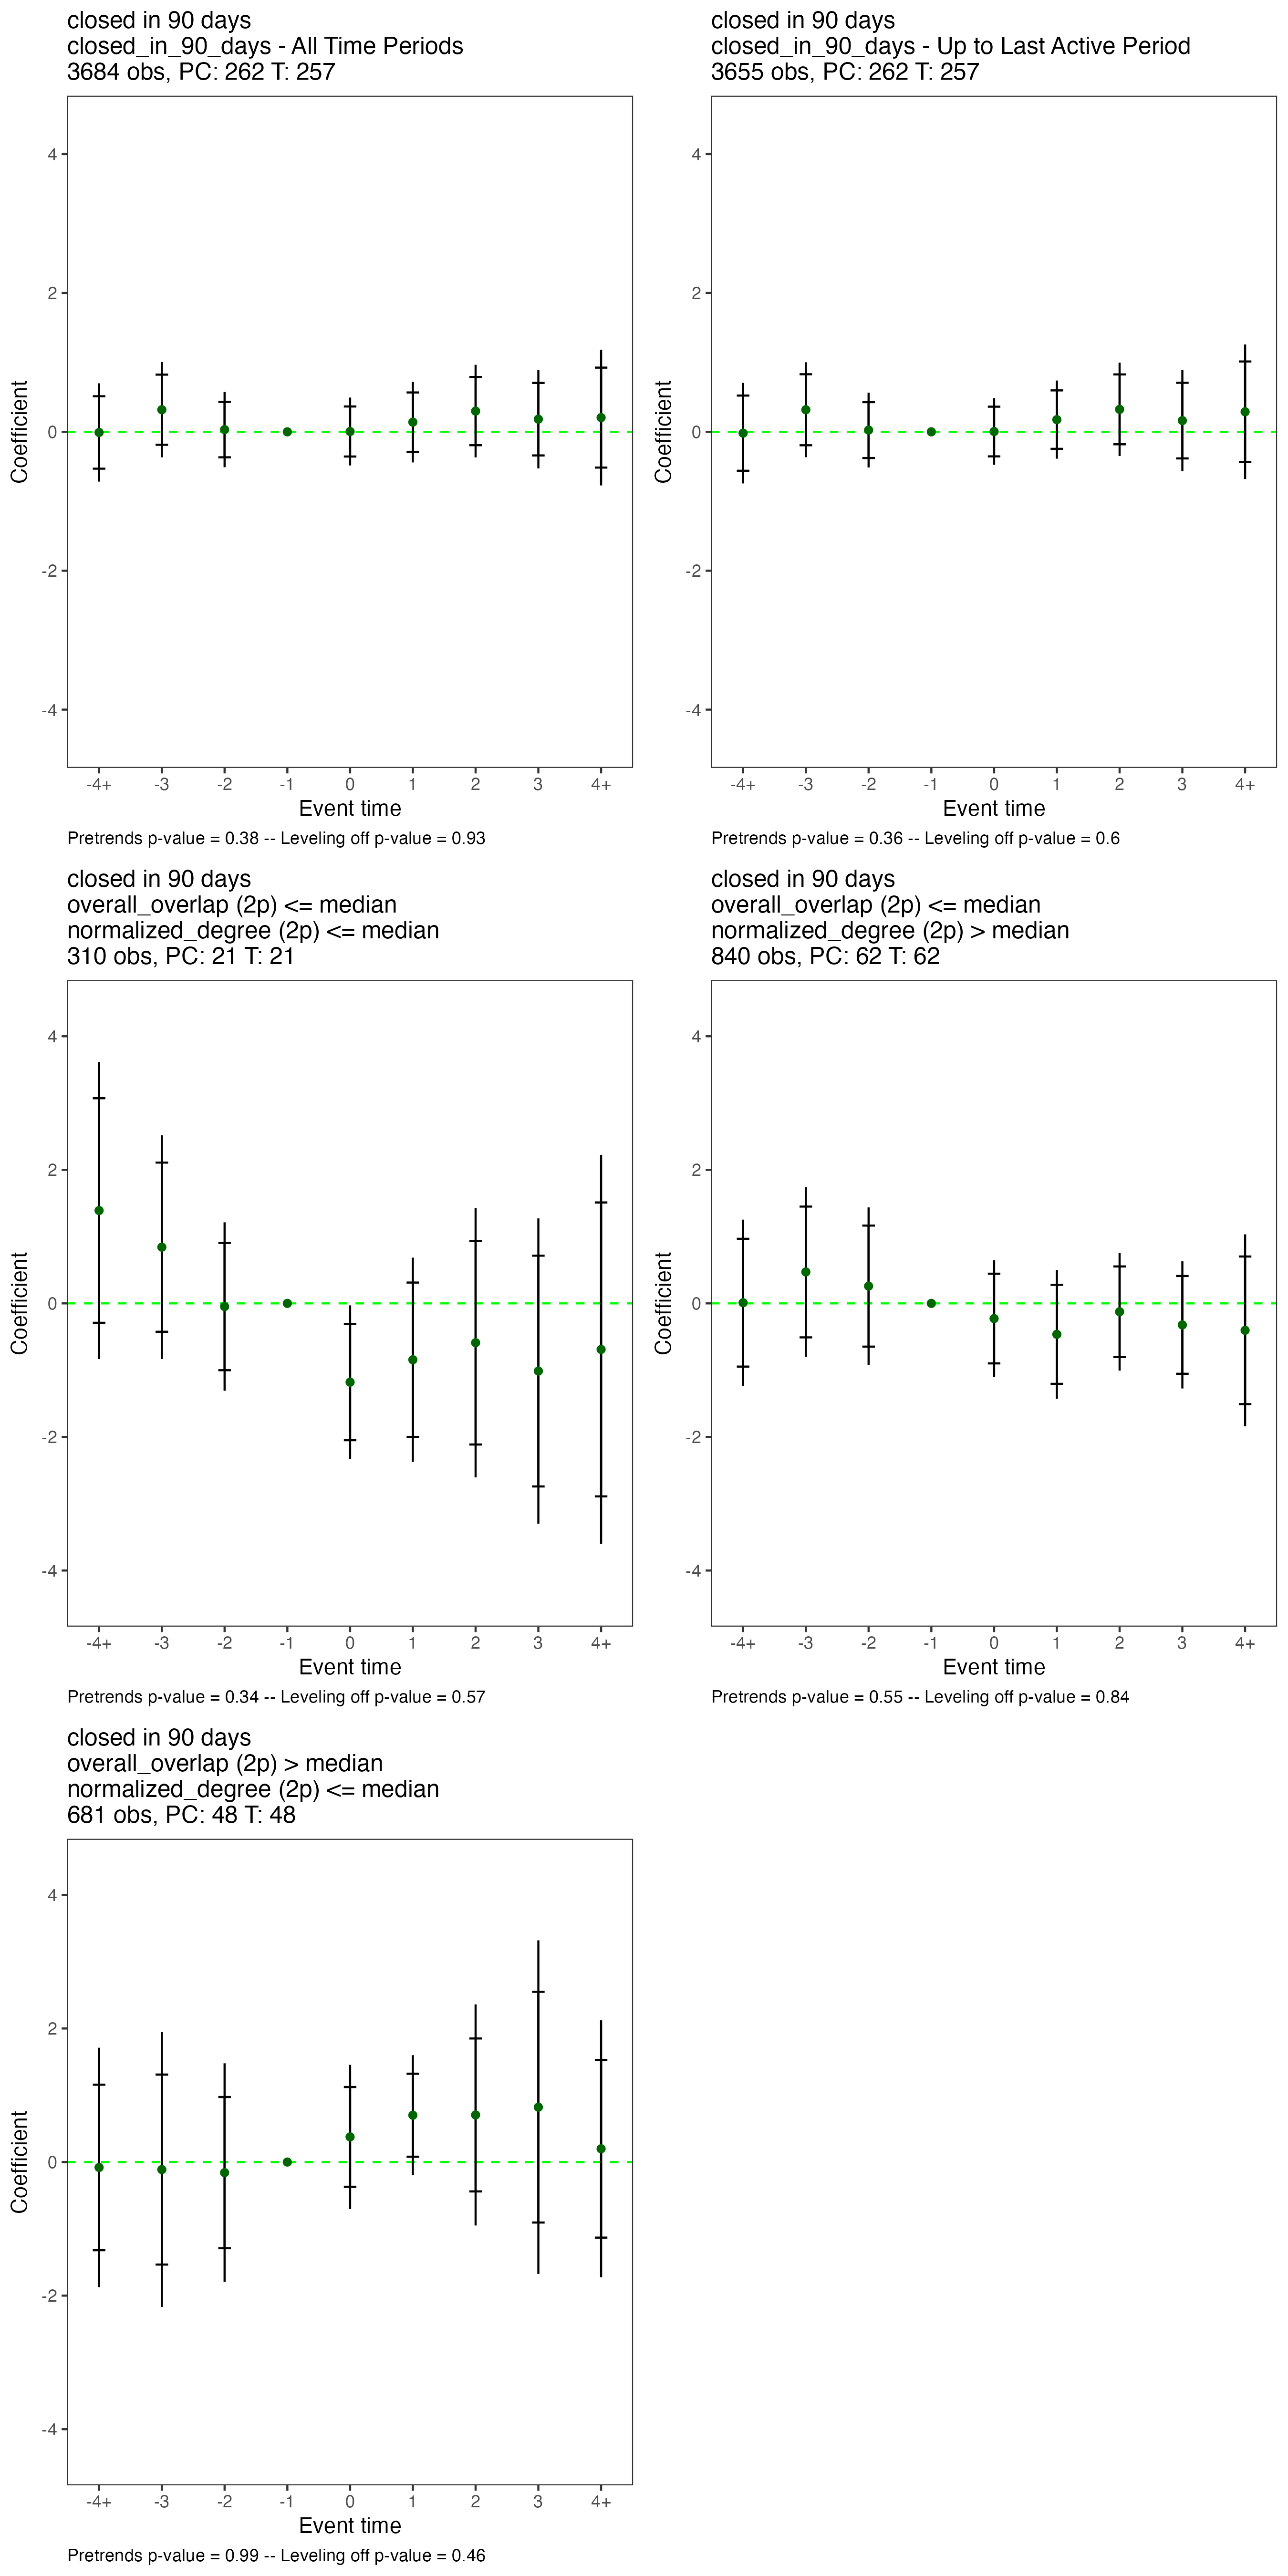 closed in 90 days
closed_in_90_days - All Time Periods
3684 obs, PC: 262 T: 257
4
2
0
-2
-4
Coefficient
-4+ -3 -2 -1 0 1 2 3 4+
Event time
Pretrends p-value = 0.38 -- Leveling off p-value = 0.93
closed in 90 days
closed_in_90_days - Up to Last Active Period
3655 obs, PC: 262 T: 257
4
2
0
-2
-4
Coefficient
-4+ -3 -2 -1 0 1 2 3 4+
Event time
Pretrends p-value = 0.36 -- Leveling off p-value = 0.6
closed in 90 days
overall_overlap (2p) <= median
normalized_degree (2p) <= median
310 obs, PC: 21 T: 21
4
2
0
-2
-4
Coefficient
-4+ -3 -2 -1 0 1 2 3 4+
Event time
Pretrends p-value = 0.34 -- Leveling off p-value = 0.57
closed in 90 days
overall_overlap (2p) <= median
normalized_degree (2p) > median
840 obs, PC: 62 T: 62
4
2
0
-2
-4
Coefficient
-4+ -3 -2 -1 0 1 2 3 4+
Event time
Pretrends p-value = 0.55 -- Leveling off p-value = 0.84
closed in 90 days
overall_overlap (2p) > median
normalized_degree (2p) <= median
681 obs, PC: 48 T: 48
4
2
0
-2
-4
Coefficient
-4+ -3 -2 -1 0 1 2 3 4+
Event time
Pretrends p-value = 0.99 -- Leveling off p-value = 0.46